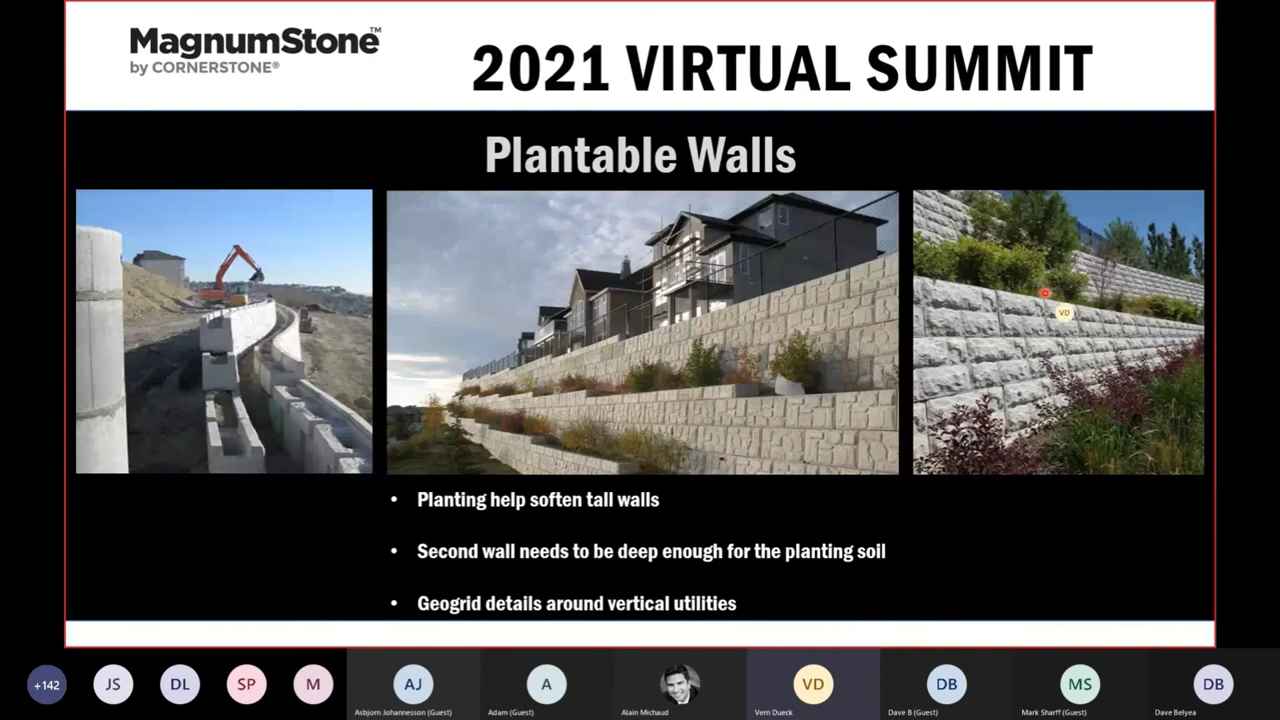 MagnumStone™
by CORNERSTONE®
2021 VIRTUAL SUMMIT
Plantable Walls
VD
• Planting help soften tall walls
• Second wall needs to be deep enough for the planting soil
• Geogrid details around vertical utilities
+142
JS
DL
SP
M
AJ
A
VD
DB
MS
DB
Asbjorn Johannesson (Guest)
Adam (Guest)
Alain Michaud
Vern Dueck
Dave B (Guest)
Mark Sharff (Guest)
Dave Belyea